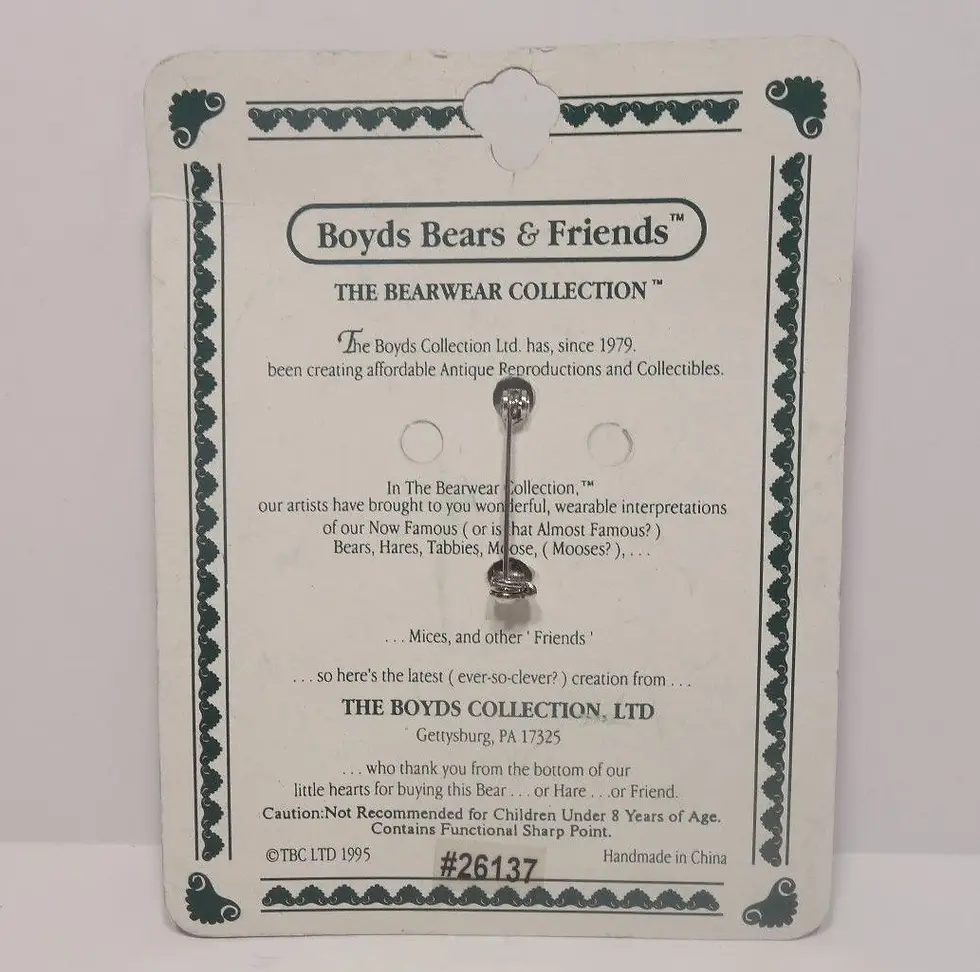 Boyds Bears & Friends™
THE BEARWEAR COLLECTION™
The Boyds Collection Ltd. has, since 1979.
been creating affordable Antique Reproductions and Collectibles.
In The Bearwear Collection,™
our artists have brought to you wonderful, wearable interpretations
of our Now Famous ( or is that Almost Famous? )
Bears, Hares, Tabbies, Moose, ( Mooses? ), . . .
. . . Mices, and other ' Friends '
. . . so here's the latest ( ever-so-clever? ) creation from . . .
THE BOYDS COLLECTION, LTD
Gettysburg, PA 17325
. . . who thank you from the bottom of our
little hearts for buying this Bear . . . or Hare . . .or Friend.
Caution:Not Recommended for Children Under 8 Years of Age.
Contains Functional Sharp Point.
©TBC LTD 1995
#26137
Handmade in China